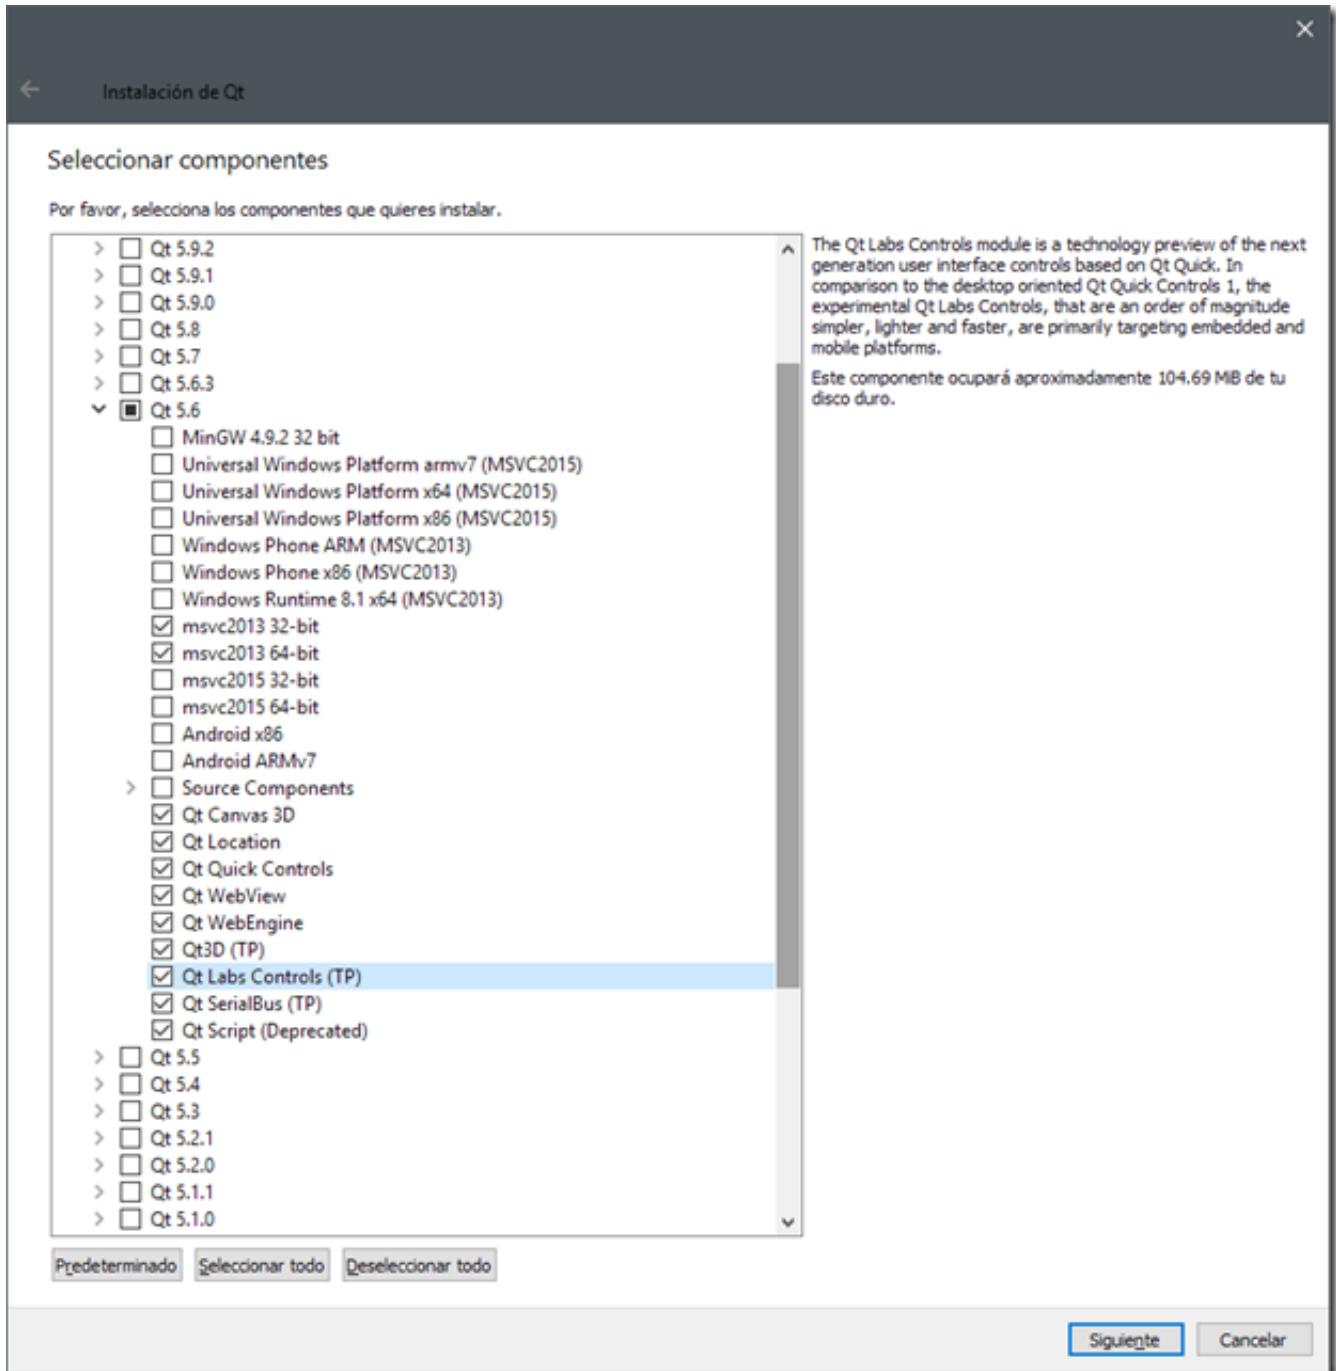 Instalación de Qt
Seleccionar componentes
Por favor, selecciona los componentes que quieres instalar.
Qt 5.9.2
Qt 5.9.1
Qt 5.9.0
Qt 5.8
Qt 5.7
Qt 5.6.3
Qt 5.6
MinGW 4.9.2 32 bit
Universal Windows Platform armv7 (MSVC2015)
Universal Windows Platform x64 (MSVC2015)
Universal Windows Platform x86 (MSVC2015)
Windows Phone ARM (MSVC2013)
Windows Phone x86 (MSVC2013)
Windows Runtime 8.1 x64 (MSVC2013)
msvc2013 32-bit
msvc2013 64-bit
msvc2015 32-bit
msvc2015 64-bit
Android x86
Android ARMv7
Source Components
Qt Canvas 3D
Qt Location
Qt Quick Controls
Qt WebView
Qt WebEngine
Qt3D (TP)
Qt Labs Controls (TP)
Qt SerialBus (TP)
Qt Script (Deprecated)
Qt 5.5
Qt 5.4
Qt 5.3
Qt 5.2.1
Qt 5.2.0
Qt 5.1.1
Qt 5.1.0
The Qt Labs Controls module is a technology preview of the next
generation user interface controls based on Qt Quick. In
comparison to the desktop oriented Qt Quick Controls 1, the
experimental Qt Labs Controls, that are an order of magnitude
simpler, lighter and faster, are primarily targeting embedded and
mobile platforms.
Este componente ocupará aproximadamente 104.69 MiB de tu
disco duro.
Predeterminado
Seleccionar todo
Deseleccionar todo
Siguiente
Cancelar